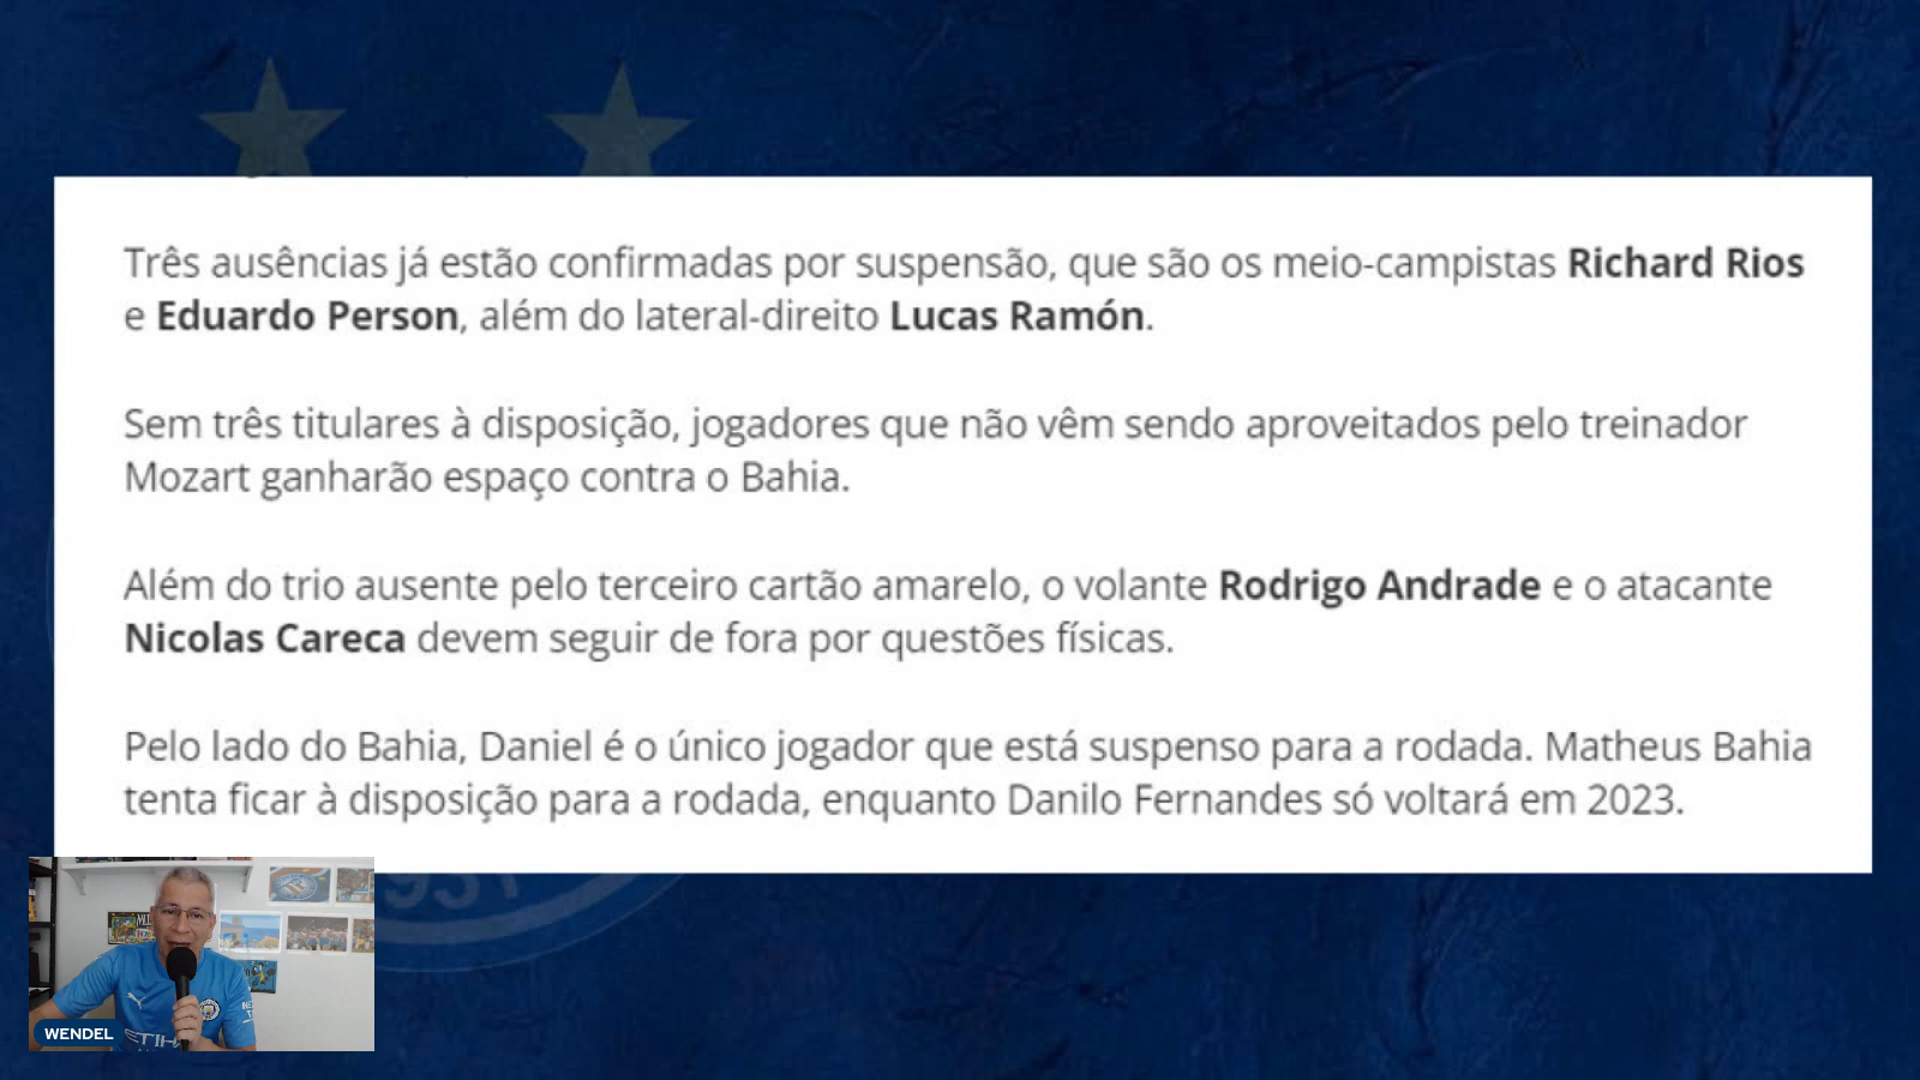 Três ausências já estão confirmadas por suspensão, que são os meio-campistas Richard Rios
e Eduardo Person, além do lateral-direito Lucas Ramón.
Sem três titulares à disposição, jogadores que não vêm sendo aproveitados pelo treinador
Mozart ganharão espaço contra o Bahia.
Além do trio ausente pelo terceiro cartão amarelo, o volante Rodrigo Andrade e o atacante
Nicolas Careca devem seguir de fora por questões físicas.
Pelo lado do Bahia, Daniel é o único jogador que está suspenso para a rodada. Matheus Bahia
tenta ficar à disposição para a rodada, enquanto Danilo Fernandes só voltará em 2023.
1931
WENDEL